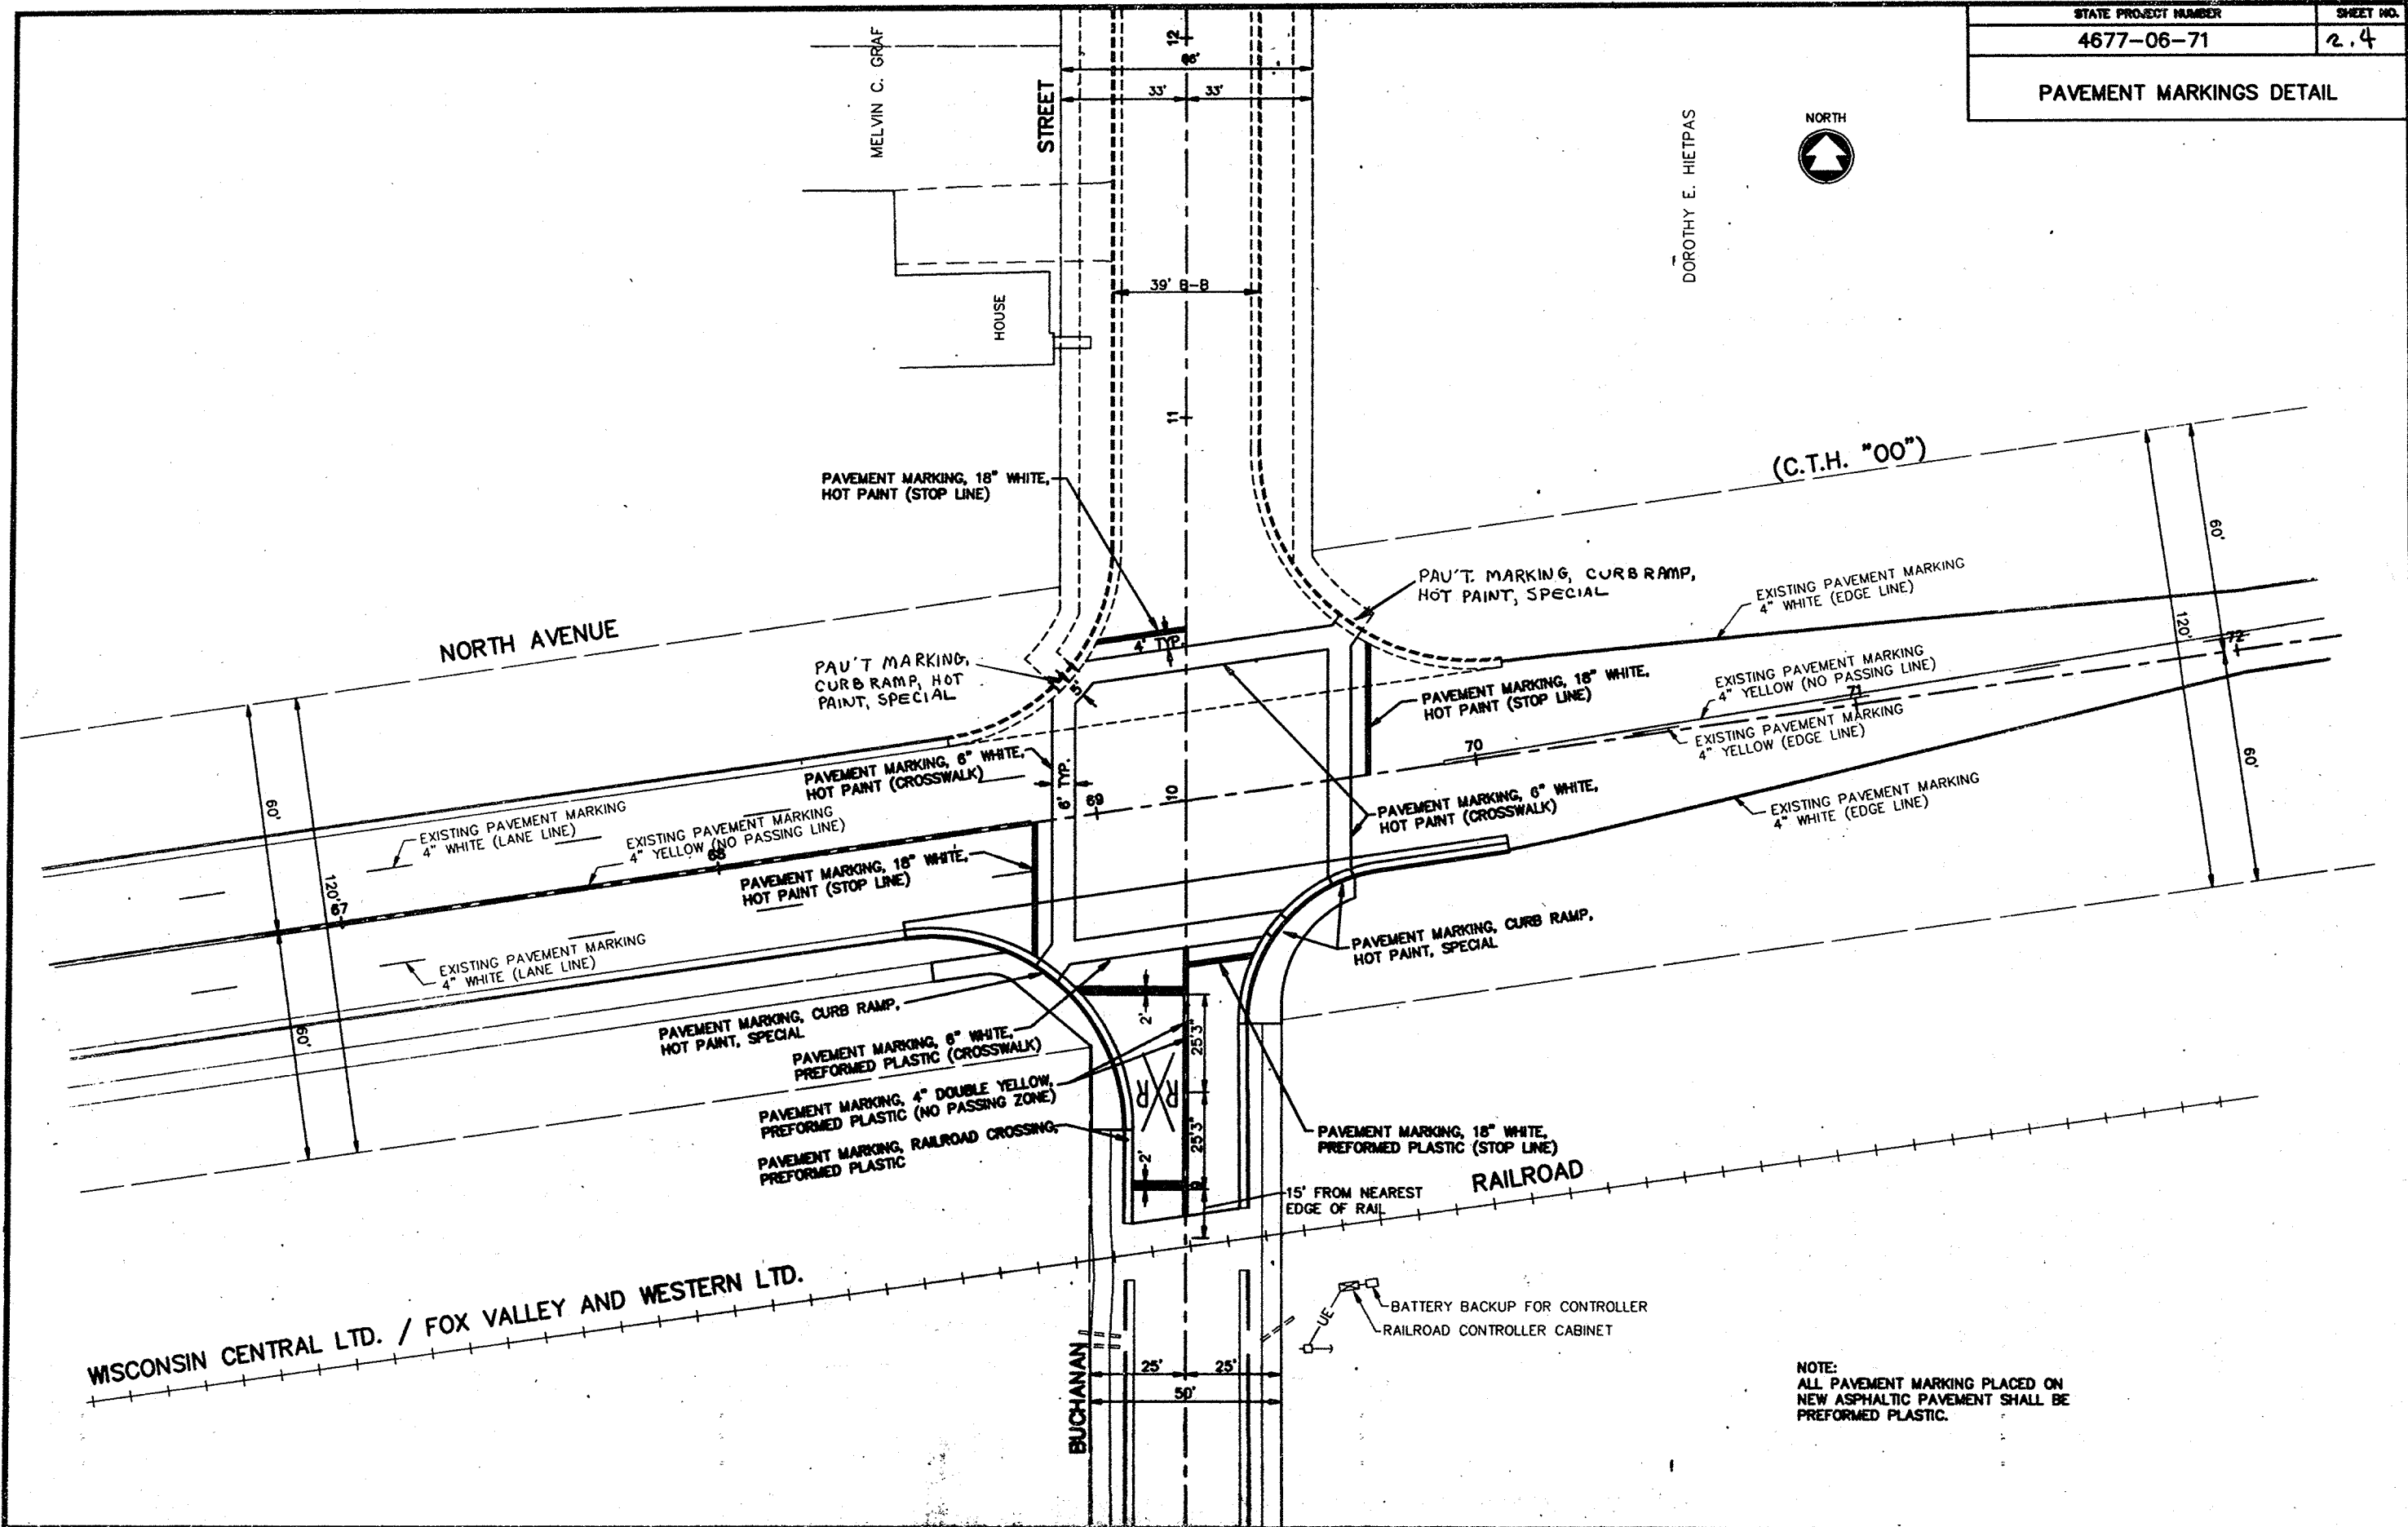 STATE PROJECT NUMBER
SHEET NO.
4677-06-71
2.4
PAVEMENT MARKINGS DETAIL
NORTH
MELVIN C. GRAF
STREET
12
66'
33'
33'
DOROTHY E. HIETPAS
HOUSE
39' B-B
11
(C.T.H. "OO")
PAVEMENT MARKING, 18" WHITE,
HOT PAINT (STOP LINE)
60'
120'
PAV'T. MARKING, CURB RAMP,
HOT PAINT, SPECIAL
EXISTING PAVEMENT MARKING
4" WHITE (EDGE LINE)
NORTH AVENUE
4' TYP.
PAV'T MARKING,
CURB RAMP, HOT
PAINT, SPECIAL
5'
PAVEMENT MARKING, 18" WHITE,
HOT PAINT (STOP LINE)
EXISTING PAVEMENT MARKING
4" YELLOW (NO PASSING LINE)
72
71
EXISTING PAVEMENT MARKING
4" YELLOW (EDGE LINE)
70
60'
PAVEMENT MARKING, 6" WHITE,
HOT PAINT (CROSSWALK)
6' TYP.
69
10
PAVEMENT MARKING, 6" WHITE,
HOT PAINT (CROSSWALK)
EXISTING PAVEMENT MARKING
4" WHITE (EDGE LINE)
60'
120'
EXISTING PAVEMENT MARKING
4" WHITE (LANE LINE)
EXISTING PAVEMENT MARKING
4" YELLOW (NO PASSING LINE)
68
PAVEMENT MARKING, 18" WHITE,
HOT PAINT (STOP LINE)
67
PAVEMENT MARKING, CURB RAMP,
HOT PAINT, SPECIAL
EXISTING PAVEMENT MARKING
4" WHITE (LANE LINE)
60'
PAVEMENT MARKING, CURB RAMP,
HOT PAINT, SPECIAL
2'
25'3"
PAVEMENT MARKING, 6" WHITE,
PREFORMED PLASTIC (CROSSWALK)
R R
PAVEMENT MARKING, 4" DOUBLE YELLOW,
PREFORMED PLASTIC (NO PASSING ZONE)
25'3"
PAVEMENT MARKING, RAILROAD CROSSING,
PREFORMED PLASTIC
2'
9
PAVEMENT MARKING, 18" WHITE,
PREFORMED PLASTIC (STOP LINE)
RAILROAD
15' FROM NEAREST
EDGE OF RAIL
WISCONSIN CENTRAL LTD. / FOX VALLEY AND WESTERN LTD.
UE
BATTERY BACKUP FOR CONTROLLER
RAILROAD CONTROLLER CABINET
BUCHANAN
25'
25'
50'
NOTE:
ALL PAVEMENT MARKING PLACED ON
NEW ASPHALTIC PAVEMENT SHALL BE
PREFORMED PLASTIC.